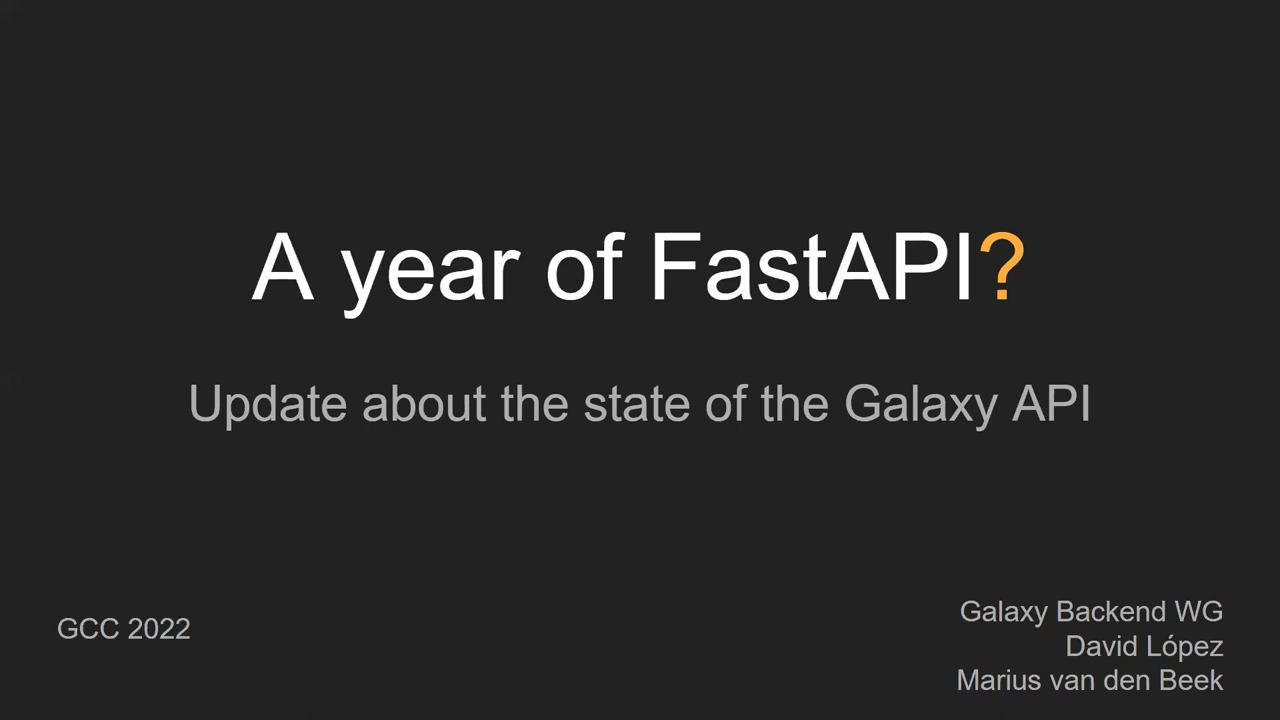 A year of FastAPI?
Update about the state of the Galaxy API
GCC 2022
Galaxy Backend WG
David López
Marius van den Beek